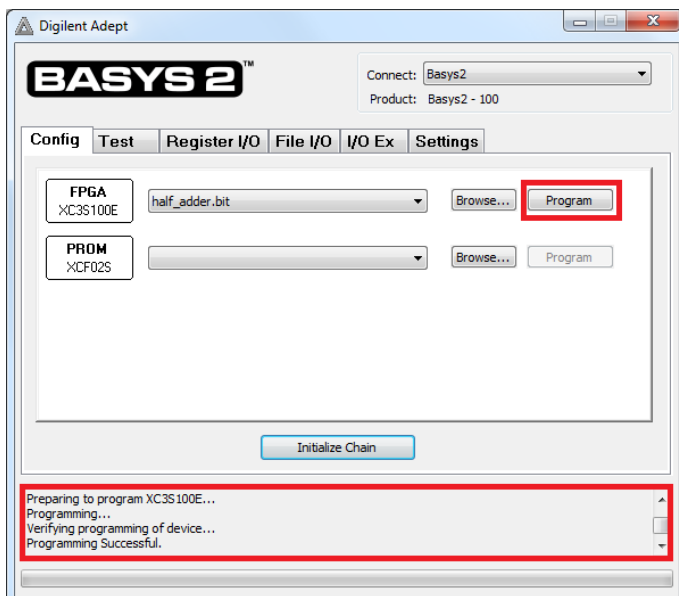 Digilent Adept
BASYS 2™
Connect: Basys2
Product: Basys2 - 100
Config Test Register I/O File I/O I/O Ex Settings
FPGA
XC3S100E
half_adder.bit Browse... Program
PROM
XCF02S
Browse... Program
Initialize Chain
Preparing to program XC3S100E...
Programming...
Verifying programming of device...
Programming Successful.